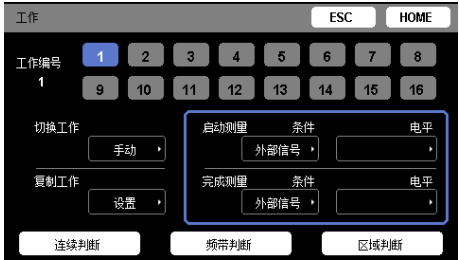 工作 ESC HOME
工作编号 1 2 3 4 5 6 7 8
1 9 10 11 12 13 14 15 16
切换工作 启动测量 条件 电平
手动 外部信号
复制工作 完成测量 条件 电平
设置 外部信号
连续判断 频带判断 区域判断